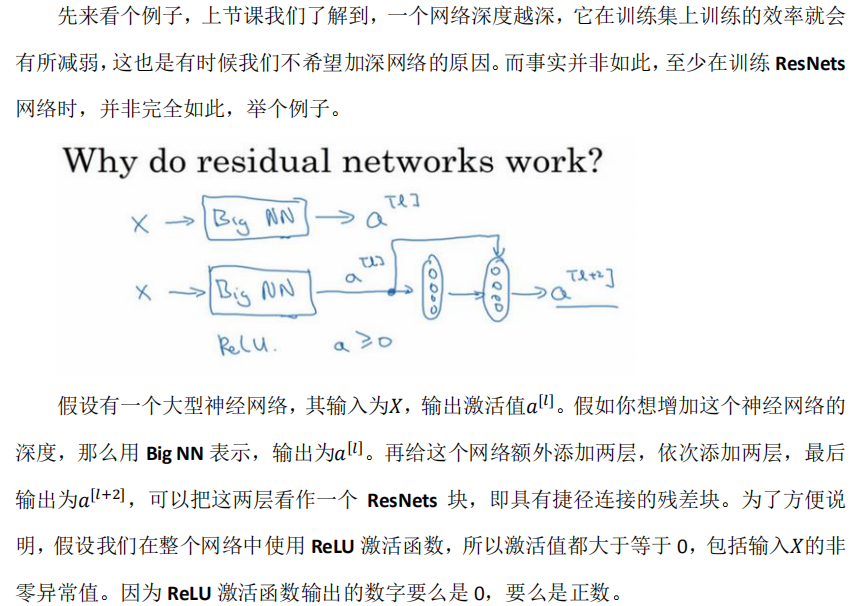 先来看个例子，上节课我们了解到，一个网络深度越深，它在训练集上训练的效率就会
有所减弱，这也是有时候我们不希望加深网络的原因。而事实并非如此，至少在训练 ResNets
网络时，并非完全如此，举个例子。
Why do residual networks work?
X → Big NN → a[l]
X → Big NN a[l] → a[l+2]
ReLU. a ≥ 0
假设有一个大型神经网络，其输入为X，输出激活值a[l]。假如你想增加这个神经网络的
深度，那么用 Big NN 表示，输出为a[l]。再给这个网络额外添加两层，依次添加两层，最后
输出为a[l+2]，可以把这两层看作一个 ResNets 块，即具有捷径连接的残差块。为了方便说
明，假设我们在整个网络中使用 ReLU 激活函数，所以激活值都大于等于 0，包括输入X的非
零异常值。因为 ReLU 激活函数输出的数字要么是 0，要么是正数。